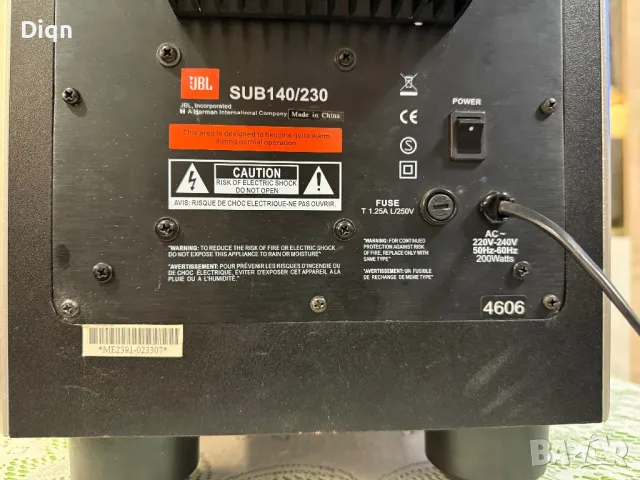 Diqn
JBL
SUB140/230
JBL, Incorporated
H A Harman International Company Made in China
This area is designed to become quite warm
during normal operation
CAUTION
RISK OF ELECTRIC SHOCK
DO NOT OPEN
AVIS: RISQUE DE CHOC ELECTRIQUE-NE PAS OUVRIR.
POWER
CE
S
FUSE
T 1.25A L/250V
AC~
220V-240V
50Hz-60Hz
200Watts
"WARNING: TO REDUCE THE RISK OF FIRE OR ELECTRIC SHOCK
DO NOT EXPOSE THIS APPLIANCE TO RAIN OR MOISTURE"
"AVERTISSEMENT: POUR PRÉVENIR LES RISQUES D'INCENDIE OU
DE CHOC ÉLECTRIQUE, ÉVITER D'EXPOSER CET APPAREIL A LA
PLUIE OU A L'HUMIDITÉ."
"WARNING: FOR CONTINUED
PROTECTION AGAINST RISK OF
FIRE, REPLACE ONLY WITH
SAME TYPE"
"AVERTISSEMENT: UN FUSIBLE
DE RECHANGE DE MEME TYPE"
4606
*ME2391-023307*
BAZAR